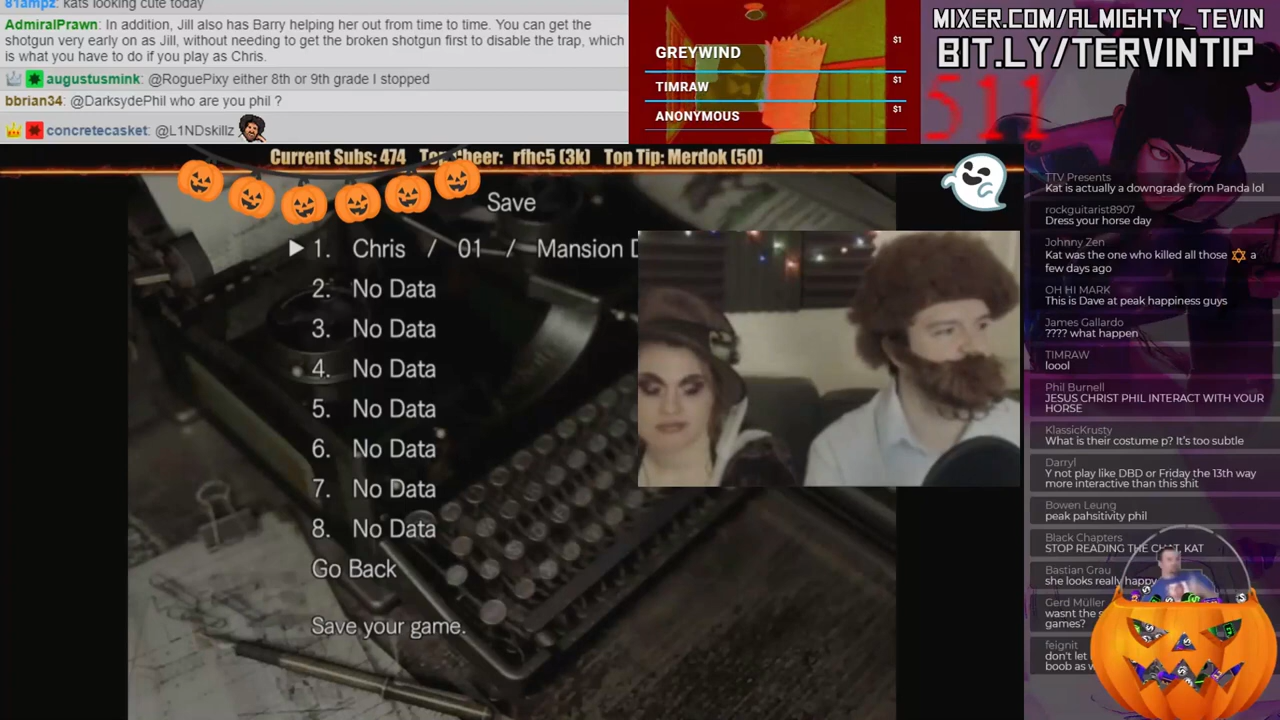 81ampz: kats looking cute today
AdmiralPrawn: In addition, Jill also has Barry helping her out from time to time. You can get the
shotgun very early on as Jill, without needing to get the broken shotgun first to disable the trap, which
is what you have to do if you play as Chris.
augustusmink: @RoguePixy either 8th or 9th grade I stopped
bbrian34: @DarksydePhil who are you phil ?
concretecasket: @L1NDskillz
GREYWIND $1
TIMRAW $1
ANONYMOUS $1
MIXER.COM/ALMIGHTY_TEVIN
BIT.LY/TERVINTIP
511
Current Subs: 474 rfhc5 (3k) Top Tip: Merdok (50)
Save
1. Chris / 01 / Mansion
2. No Data
3. No Data
4. No Data
5. No Data
6. No Data
7. No Data
8. No Data
Go Back
Save your game.
TTV Presents
Kat is actually a downgrade from Panda lol
rockguitarist8907
Dress your horse day
Johnny Zen
Kat was the one who killed all those a
few days ago
OH HI MARK
This is Dave at peak happiness guys
James Gallardo
???? what happen
TIMRAW
loool
Phil Burnell
JESUS CHRIST PHIL INTERACT WITH YOUR
HORSE
KlassicKrusty
What is their costume p? It's too subtle
Darryl
Y not play like DBD or Friday the 13th way
more interactive than this shit
Bowen Leung
peak pahsitivity phil
Black Chapters
STOP READING THE CHAT, KAT
Bastian Grau
she looks really happy
Gerd Müller
wasnt the
games?
feignit
don't let
boob as